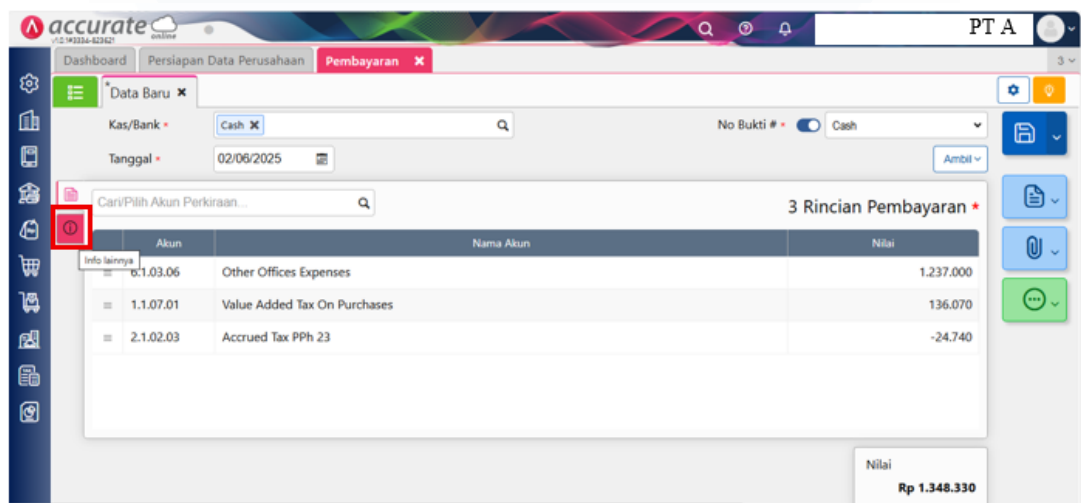 accurate online
PT A
Dashboard Persiapan Data Perusahaan Pembayaran
3
*Data Baru
Kas/Bank * Cash No Bukti # * Cash
Tanggal * 02/06/2025 Ambil
Cari/Pilih Akun Perkiraan... 3 Rincian Pembayaran *
Akun Nama Akun Nilai
Info lainnya
6.1.03.06 Other Offices Expenses 1.237.000
1.1.07.01 Value Added Tax On Purchases 136.070
2.1.02.03 Accrued Tax PPh 23 -24.740
Nilai
Rp 1.348.330